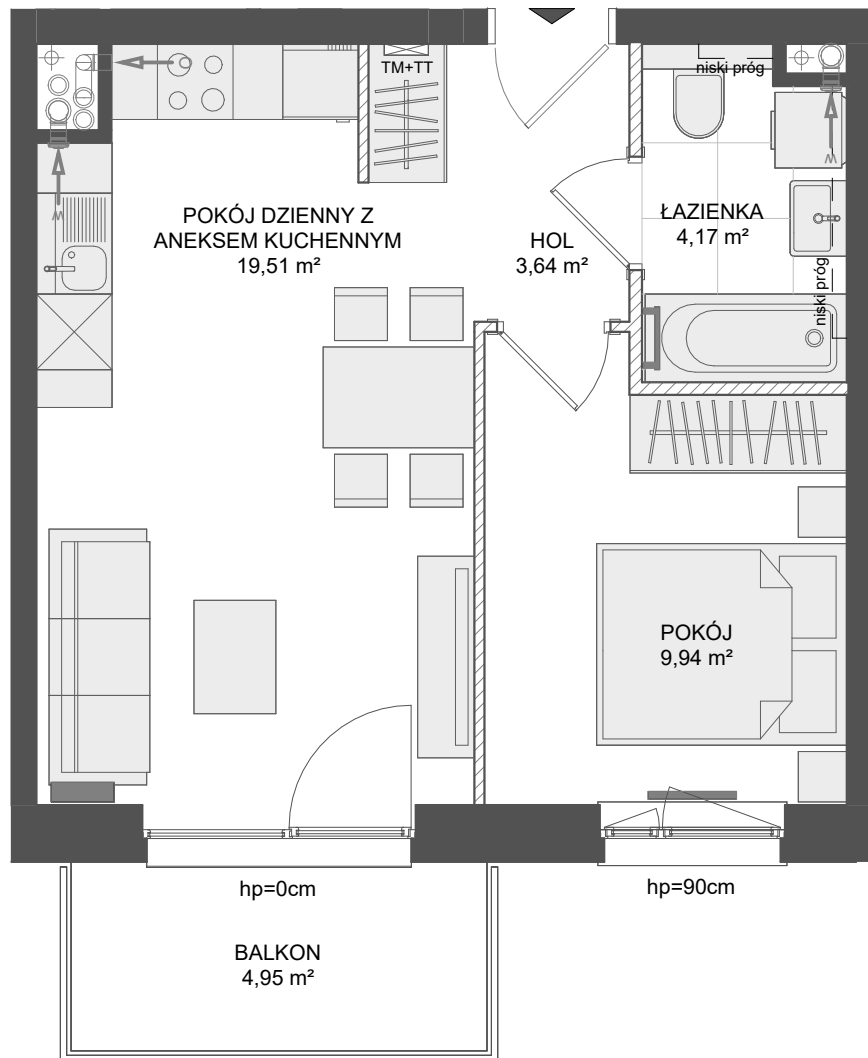 TM+TT
niski próg
POKÓJ DZIENNY Z
ANEKSEM KUCHENNYM
19,51 m²
HOL
3,64 m²
ŁAZIENKA
4,17 m²
niski próg
POKÓJ
9,94 m²
hp=0cm
hp=90cm
BALKON
4,95 m²